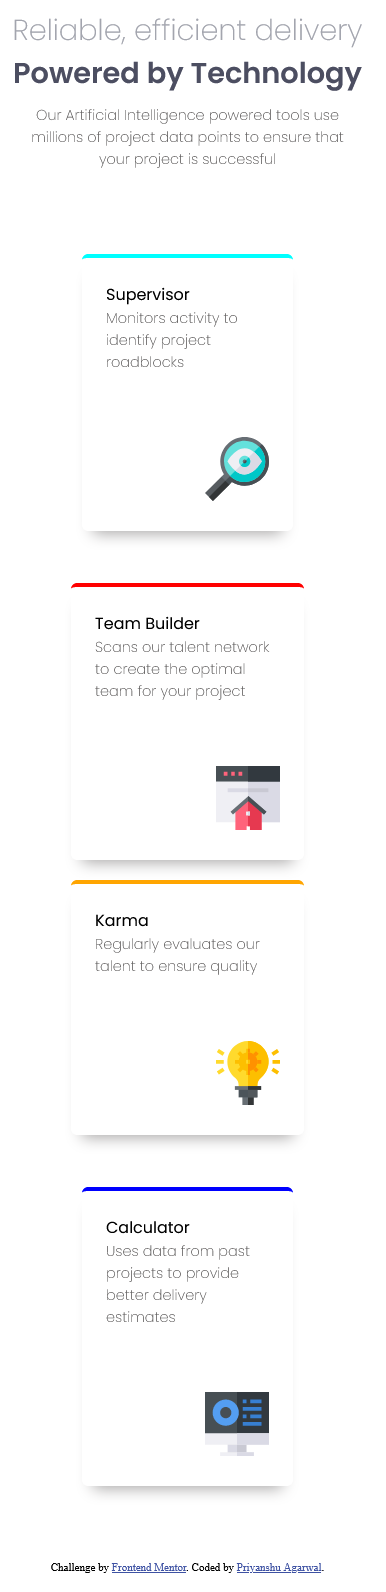 Reliable, efficient delivery
Powered by Technology
Our Artificial Intelligence powered tools use
millions of project data points to ensure that
your project is successful
Supervisor
Monitors activity to
identify project
roadblocks
Team Builder
Scans our talent network
to create the optimal
team for your project
Karma
Regularly evaluates our
talent to ensure quality
Calculator
Uses data from past
projects to provide
better delivery
estimates
Challenge by Frontend Mentor. Coded by Priyanshu Agarwal.